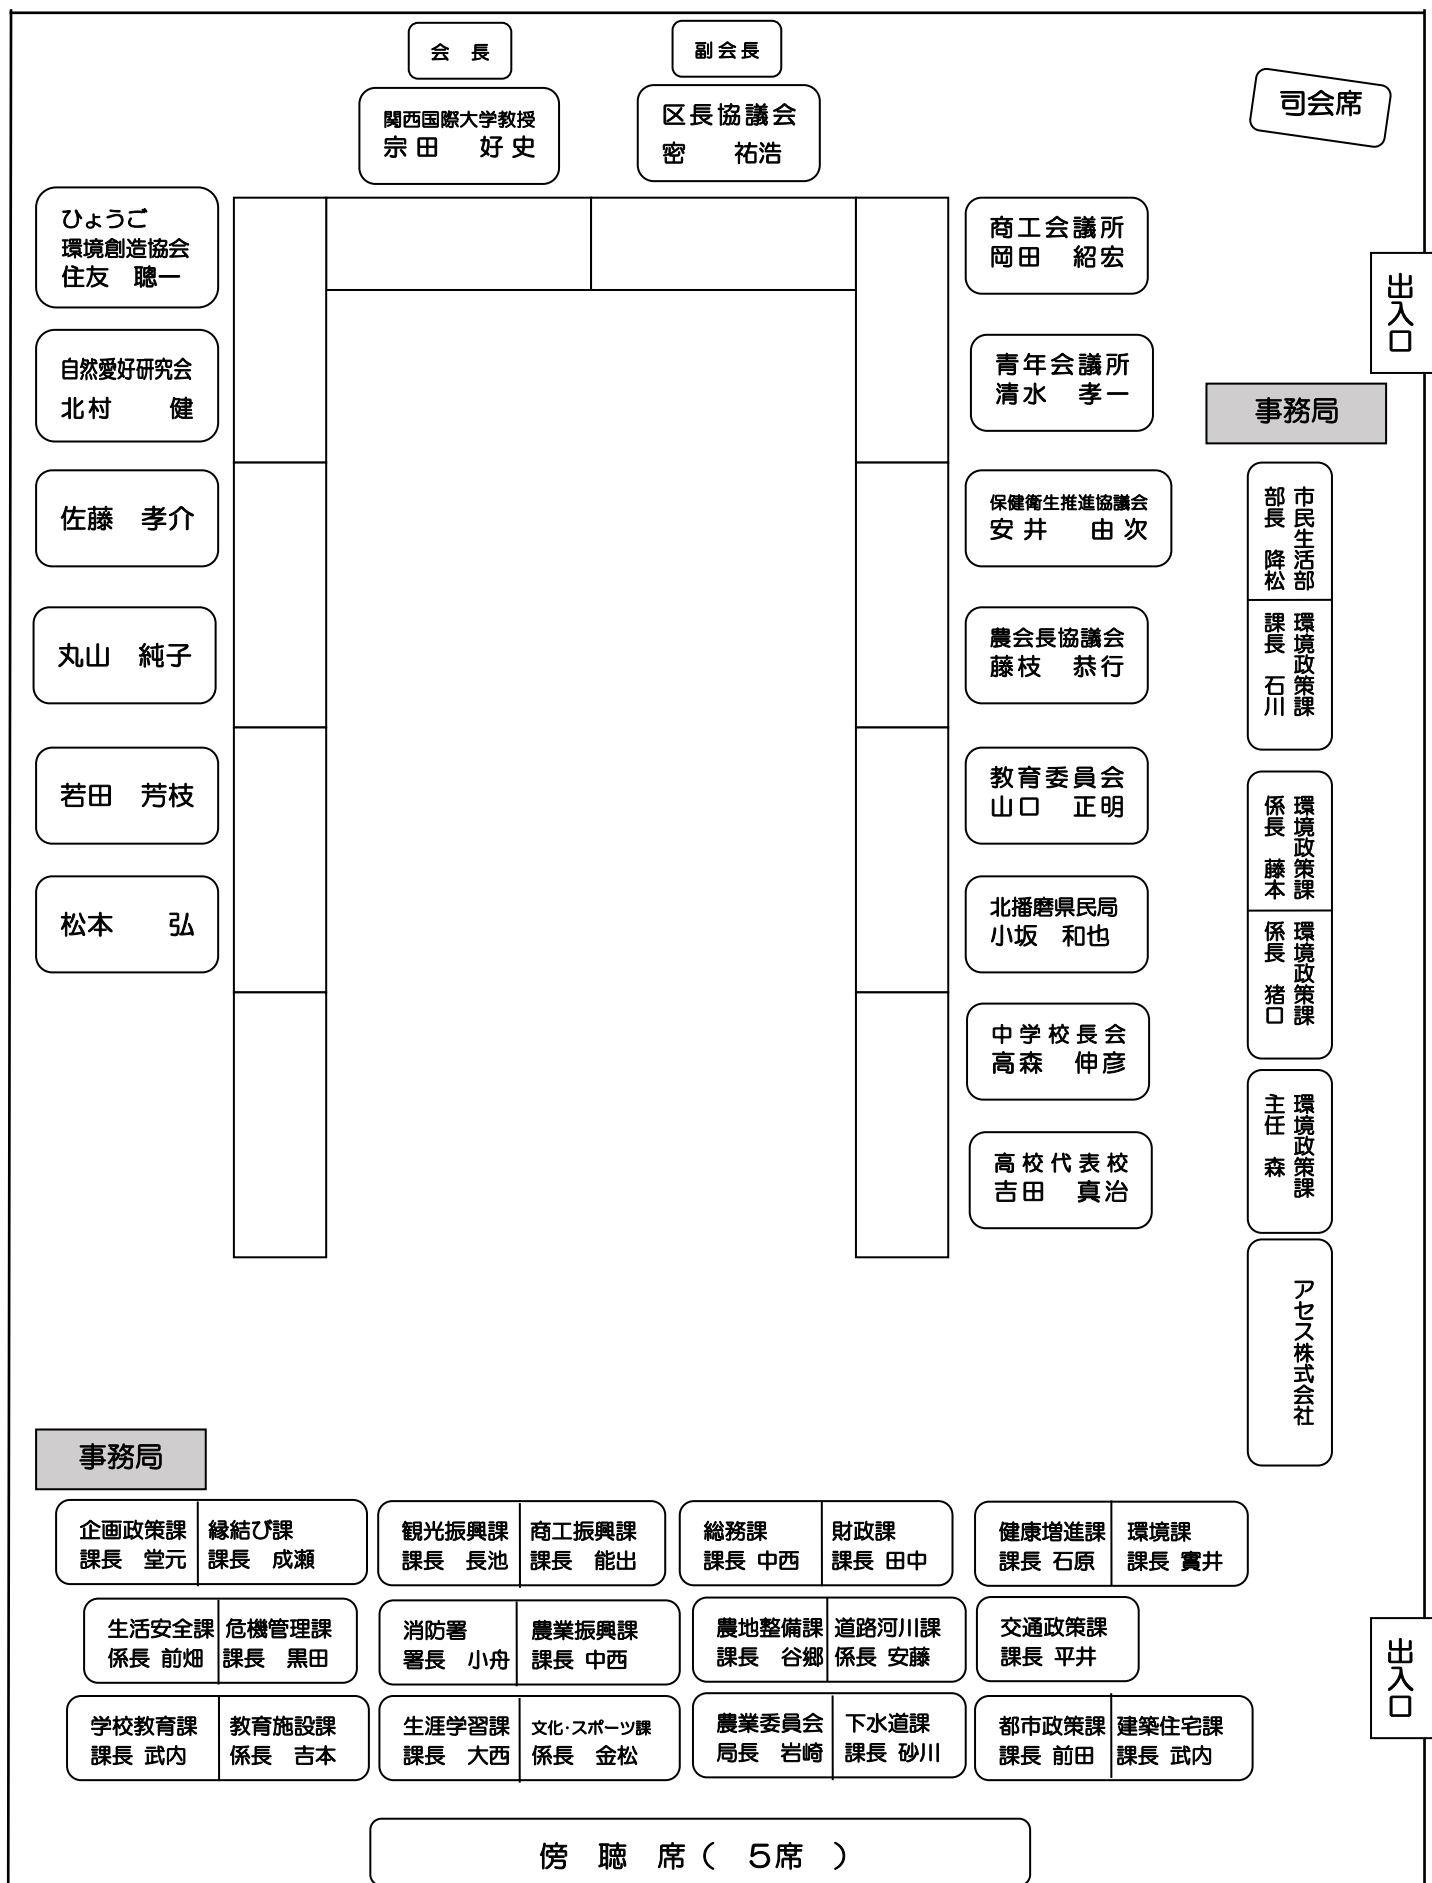 会　長
副会長
関西国際大学教授
宗田　好史
区長協議会
密　祐浩
司会席
ひょうご
環境創造協会
住友　聰一
自然愛好研究会
北村　健
佐藤　孝介
丸山　純子
若田　芳枝
松本　弘
商工会議所
岡田　紹宏
青年会議所
清水　孝一
保健衛生推進協議会
安井　由次
農会長協議会
藤枝　恭行
教育委員会
山口　正明
北播磨県民局
小坂　和也
中学校長会
高森　伸彦
高校代表校
吉田　真治
出入口
事務局
市民生活部
部長　降松
環境政策課
課長　石川
環境政策課
係長　藤本
環境政策課
係長　猪口
環境政策課
主任　森
アセス株式会社
事務局
企画政策課
課長　堂元
縁結び課
課長　成瀬
観光振興課
課長　長池
商工振興課
課長　能出
総務課
課長 中西
財政課
課長 田中
健康増進課
課長 石原
環境課
課長 實井
生活安全課
係長 前畑
危機管理課
課長　黒田
消防署
署長　小舟
農業振興課
課長 中西
農地整備課
課長　谷郷
道路河川課
係長 安藤
交通政策課
課長 平井
学校教育課
課長 武内
教育施設課
係長　吉本
生涯学習課
課長　大西
文化・スポーツ課
係長　金松
農業委員会
局長　岩崎
下水道課
課長 砂川
都市政策課
課長 前田
建築住宅課
課長 武内
出入口
傍　聴　席（　５席　）